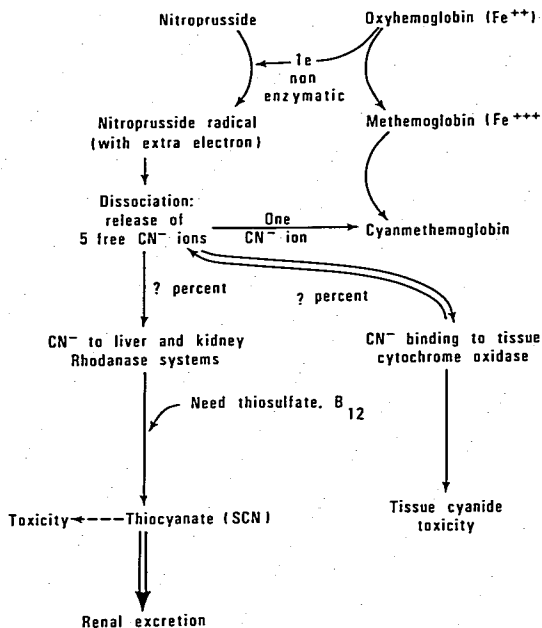 Nitroprusside
Oxyhemoglobin (Fe++)
1e
non
enzymatic
Nitroprusside radical
(with extra electron)
Methemoglobin (Fe+++
Dissociation:
release of
5 free CN− ions
One
CN− ion
Cyanmethemoglobin
? percent
? percent
CN− to liver and kidney
Rhodanase systems
CN− binding to tissue
cytochrome oxidase
Need thiosulfate, B12
Toxicity
Thiocyanate (SCN)
Tissue cyanide
toxicity
Renal excretion